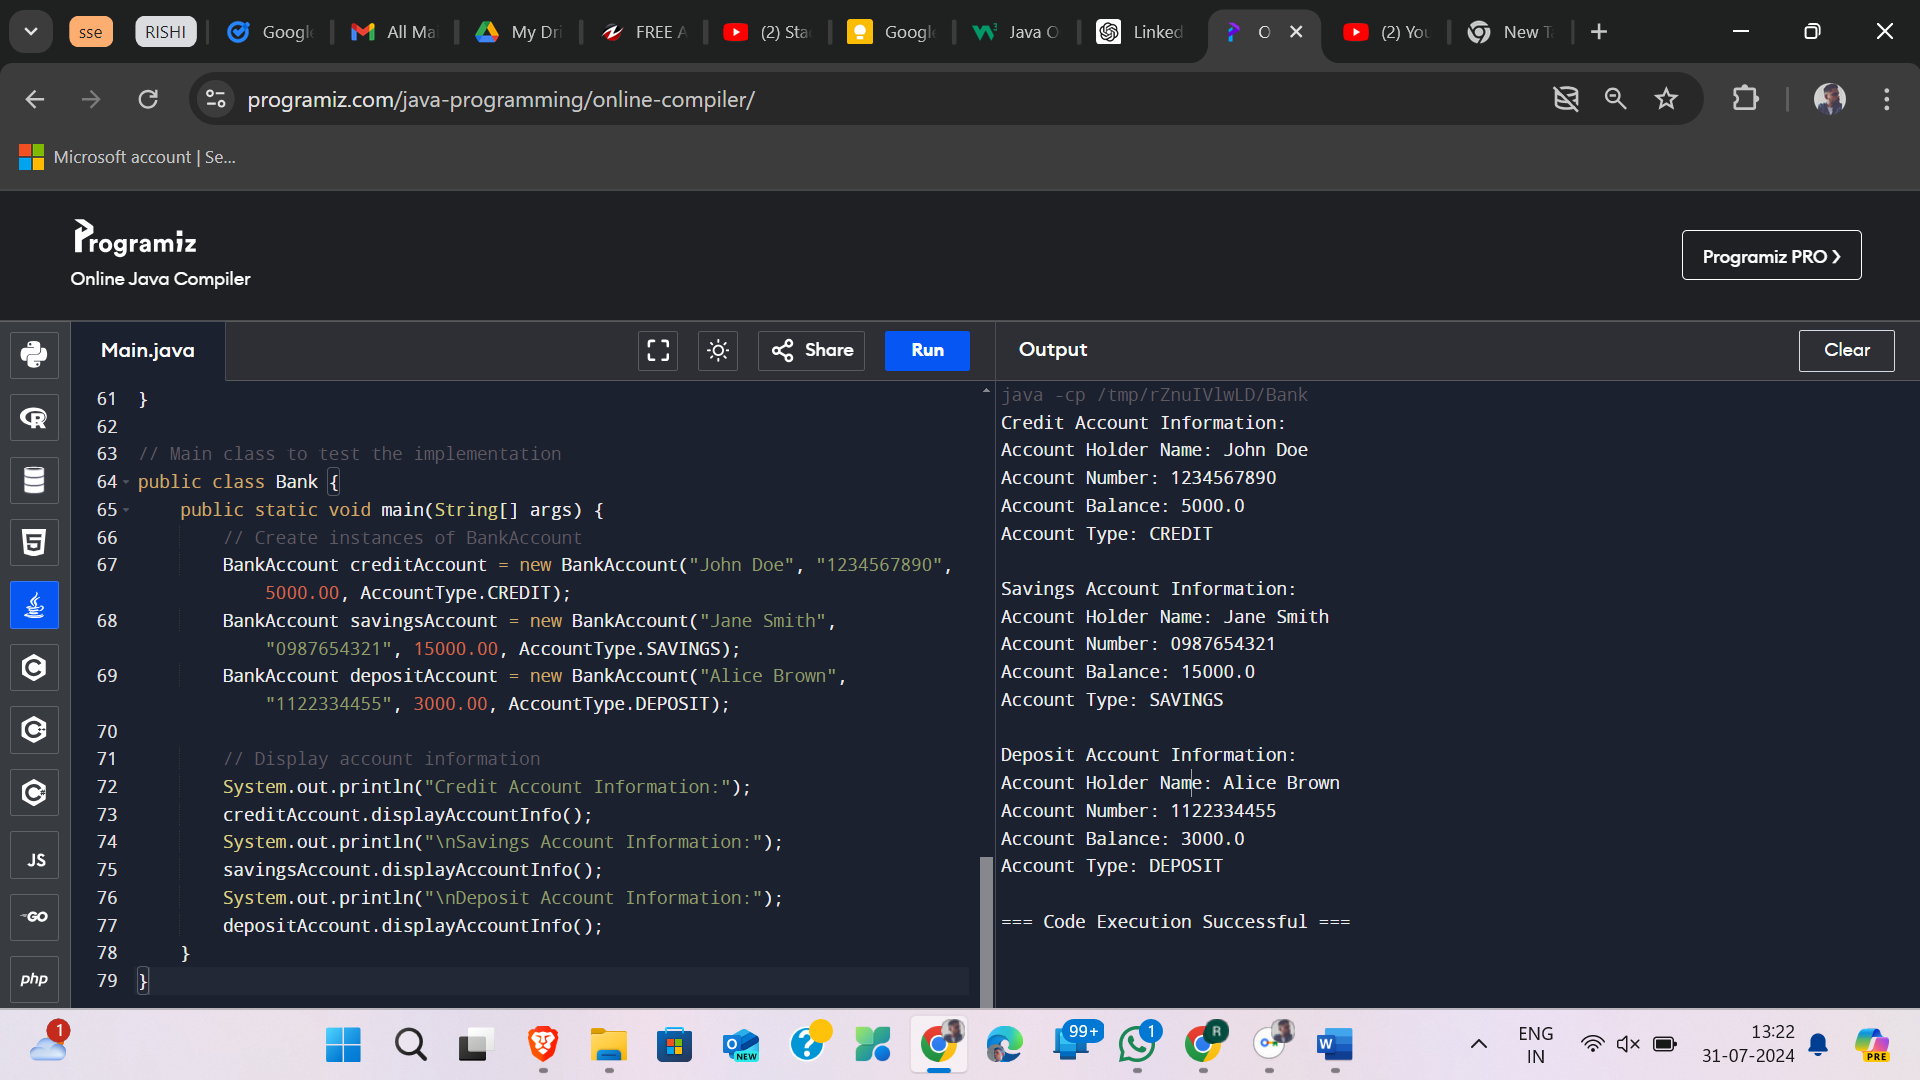 sse
RISHI
Google
All Mai
My Dri
FREE A
(2) Sta
Google
Java O
Linked
O
(2) You
New Ta
programiz.com/java-programming/online-compiler/
Microsoft account | Se...
Programiz
Online Java Compiler
Programiz PRO ❯
Main.java
Share
Run
Output
Clear
61 }
62
63 // Main class to test the implementation
64 public class Bank {
65 public static void main(String[] args) {
66 // Create instances of BankAccount
67 BankAccount creditAccount = new BankAccount("John Doe", "1234567890",
5000.00, AccountType.CREDIT);
68 BankAccount savingsAccount = new BankAccount("Jane Smith",
"0987654321", 15000.00, AccountType.SAVINGS);
69 BankAccount depositAccount = new BankAccount("Alice Brown",
"1122334455", 3000.00, AccountType.DEPOSIT);
70
71 // Display account information
72 System.out.println("Credit Account Information:");
73 creditAccount.displayAccountInfo();
74 System.out.println("\nSavings Account Information:");
75 savingsAccount.displayAccountInfo();
76 System.out.println("\nDeposit Account Information:");
77 depositAccount.displayAccountInfo();
78 }
79 }
java -cp /tmp/rZnuIVlwLD/Bank
Credit Account Information:
Account Holder Name: John Doe
Account Number: 1234567890
Account Balance: 5000.0
Account Type: CREDIT
Savings Account Information:
Account Holder Name: Jane Smith
Account Number: 0987654321
Account Balance: 15000.0
Account Type: SAVINGS
Deposit Account Information:
Account Holder Name: Alice Brown
Account Number: 1122334455
Account Balance: 3000.0
Account Type: DEPOSIT
=== Code Execution Successful ===
R
5
C
C
C
JS
GO
php
1
NEW
99+
1
R
W
ENG
IN
13:22
31-07-2024
PRE